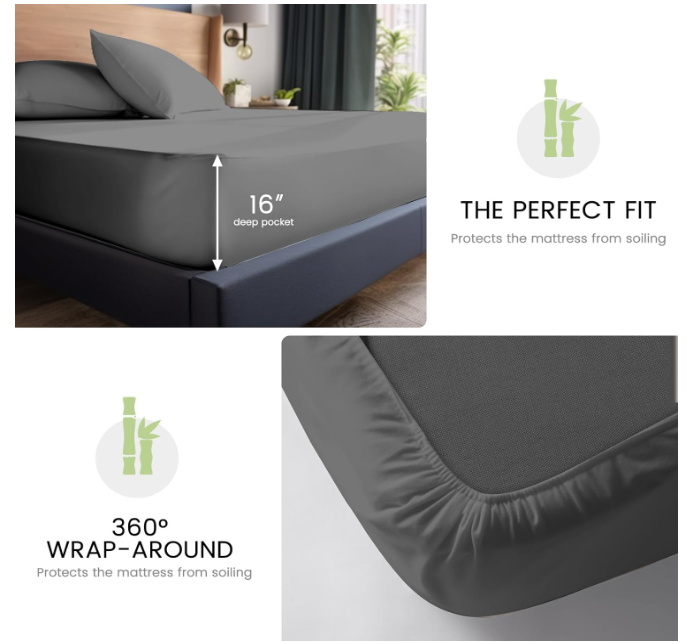 16"
deep pocket
THE PERFECT FIT
Protects the mattress from soiling
360°
WRAP-AROUND
Protects the mattress from soiling